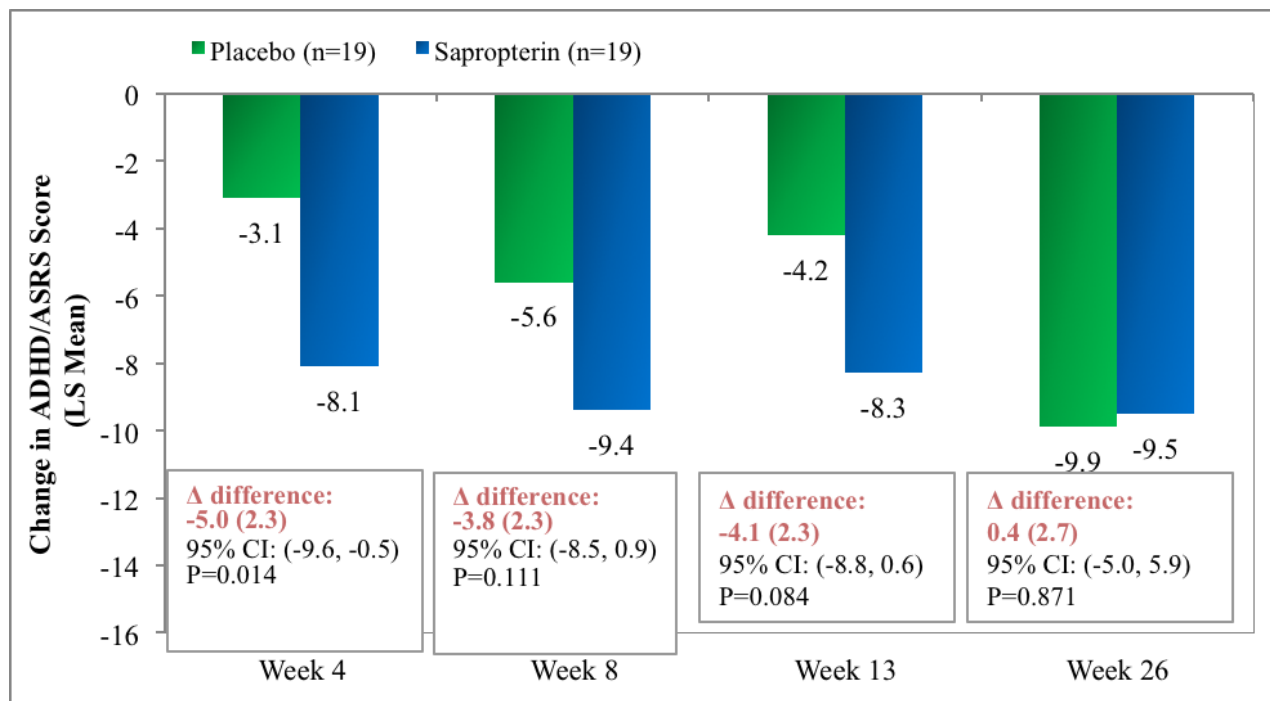 Placebo (n=19) Sapropterin (n=19)
Change in ADHD/ASRS Score
(LS Mean)
0
-2
-4
-6
-8
-10
-12
-14
-16
-3.1
-8.1
-5.6
-9.4
-4.2
-8.3
-9.9
-9.5
Δ difference:
-5.0 (2.3)
95% CI: (-9.6, -0.5)
P=0.014
Δ difference:
-3.8 (2.3)
95% CI: (-8.5, 0.9)
P=0.111
Δ difference:
-4.1 (2.3)
95% CI: (-8.8, 0.6)
P=0.084
Δ difference:
0.4 (2.7)
95% CI: (-5.0, 5.9)
P=0.871
Week 4 Week 8 Week 13 Week 26